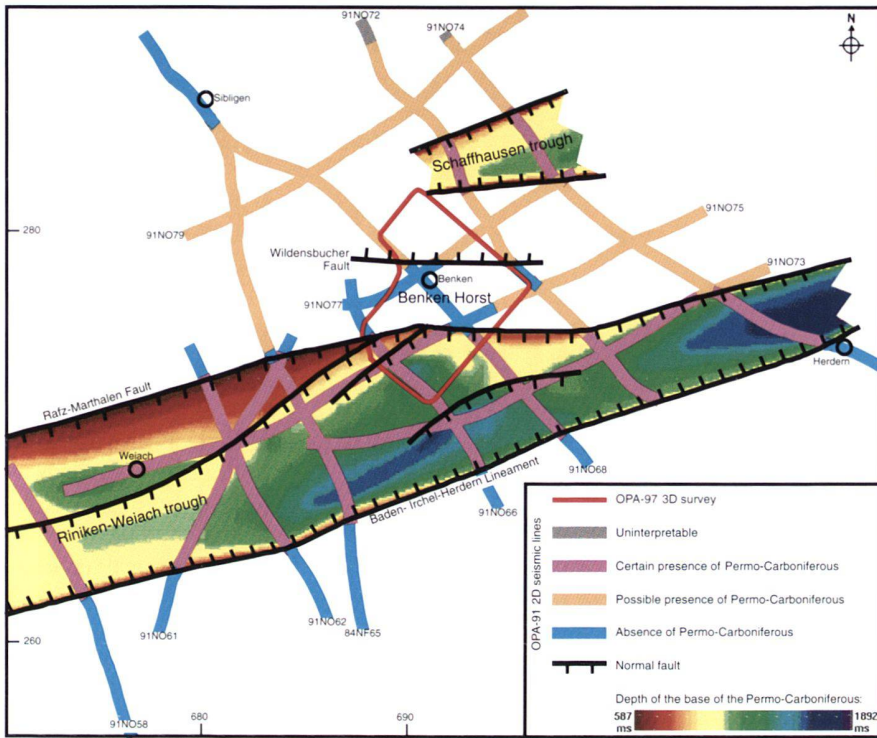 91NO72
91NO74
N
Sibligen
Schaffhausen trough
280
91NO79
91NO75
Wildensbucher
Fault
91NO73
Benken
91NO77
Benken Horst
Herdern
Rafz-Marthalen Fault
Weiach
91NO68
Riniken-Weiach trough
Baden- Irchel-Herdern Lineament
91NO66
260
91NO61
91NO62
84NF65
91NO58
680
690
OPA-91 2D seismic lines
OPA-97 3D survey
Uninterpretable
Certain presence of Permo-Carboniferous
Possible presence of Permo-Carboniferous
Absence of Permo-Carboniferous
Normal fault
Depth of the base of the Permo-Carboniferous:
587
ms
1892
ms